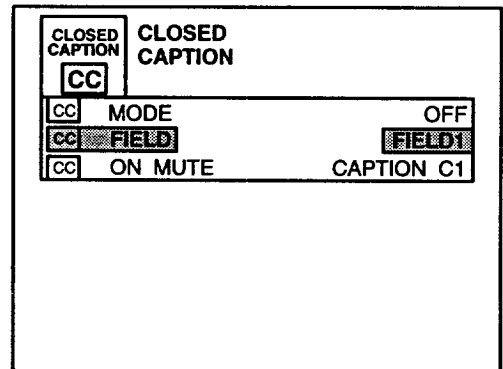 CLOSED
CAPTION
CC
CLOSED
CAPTION
CC MODE OFF
CC FIELD FIELD1
CC ON MUTE CAPTION C1